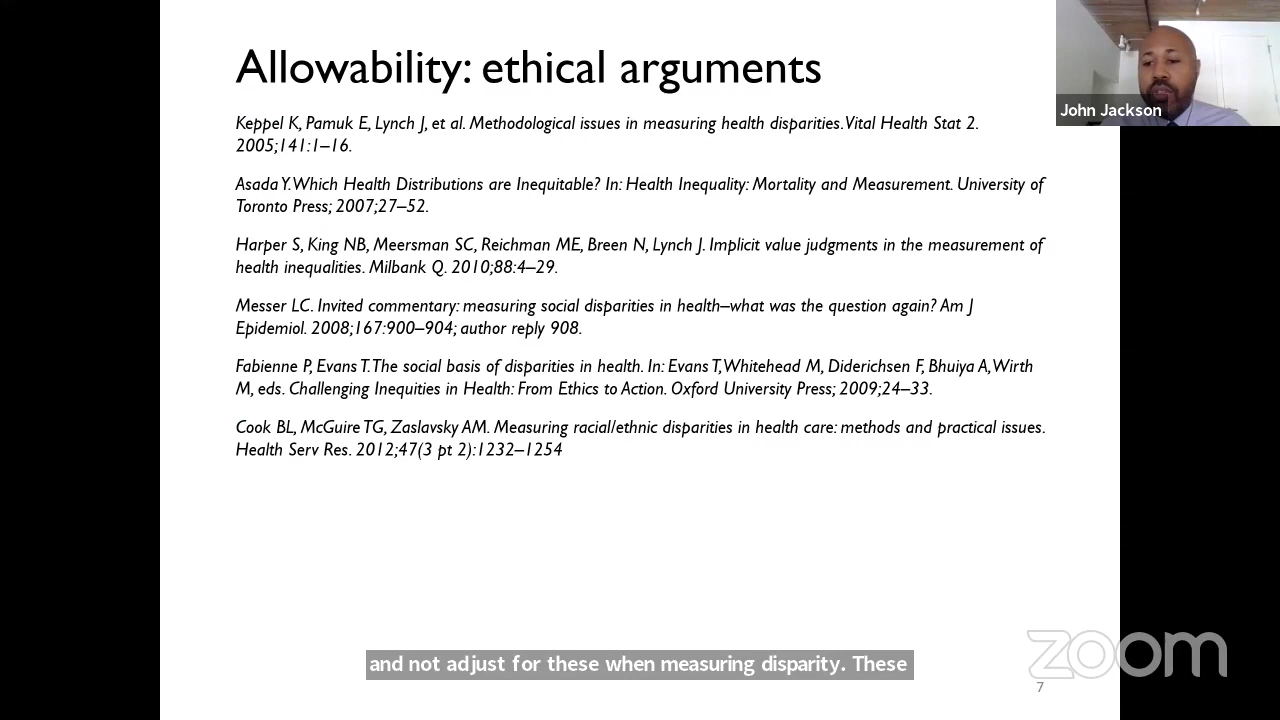 Allowability: ethical arguments
John Jackson
Keppel K, Pamuk E, Lynch J, et al. Methodological issues in measuring health disparities. Vital Health Stat 2.
2005;141:1–16.
Asada Y. Which Health Distributions are Inequitable? In: Health Inequality: Mortality and Measurement. University of
Toronto Press; 2007;27–52.
Harper S, King NB, Meersman SC, Reichman ME, Breen N, Lynch J. Implicit value judgments in the measurement of
health inequalities. Milbank Q. 2010;88:4–29.
Messer LC. Invited commentary: measuring social disparities in health–what was the question again? Am J
Epidemiol. 2008;167:900–904; author reply 908.
Fabienne P, Evans T. The social basis of disparities in health. In: Evans T, Whitehead M, Diderichsen F, Bhuiya A, Wirth
M, eds. Challenging Inequities in Health: From Ethics to Action. Oxford University Press; 2009;24–33.
Cook BL, McGuire TG, Zaslavsky AM. Measuring racial/ethnic disparities in health care: methods and practical issues.
Health Serv Res. 2012;47(3 pt 2):1232–1254
and not adjust for these when measuring disparity. These
zoom
7